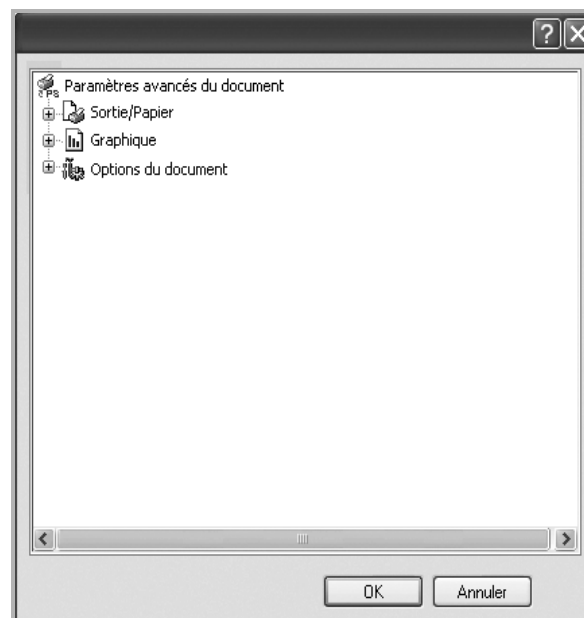 ?
Paramètres avancés du document
Sortie/Papier
Graphique
Options du document
OK
Annuler